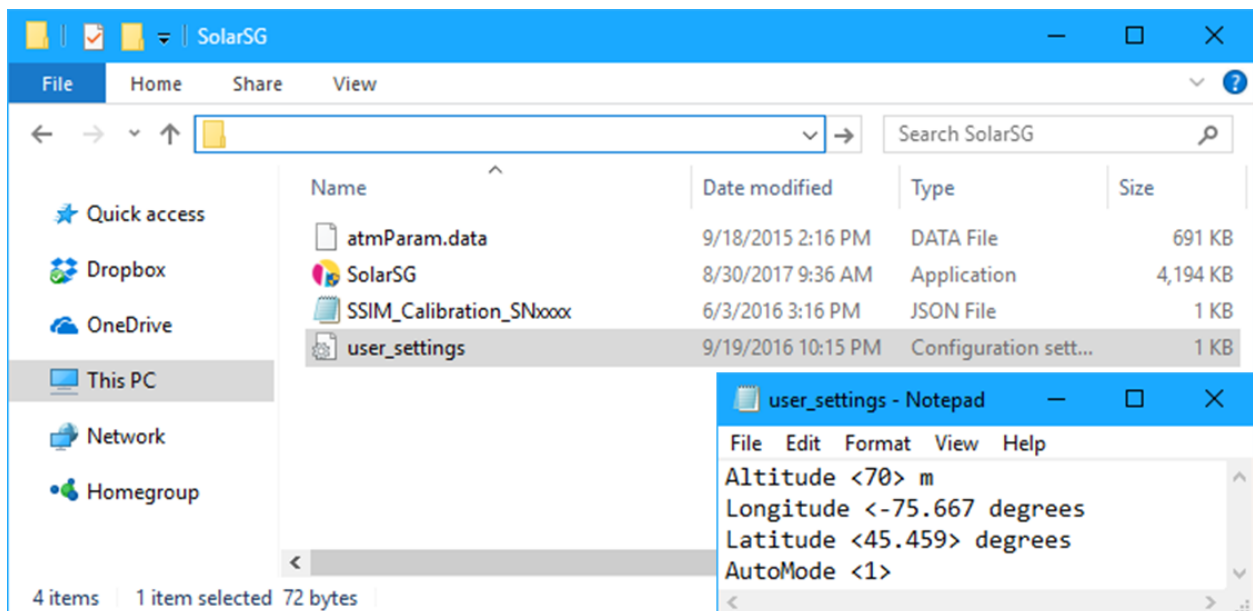 SolarSG
File Home Share View
Search SolarSG
Name Date modified Type Size
Quick access
Dropbox
OneDrive
This PC
Network
Homegroup
atmParam.data 9/18/2015 2:16 PM DATA File 691 KB
SolarSG 8/30/2017 9:36 AM Application 4,194 KB
SSIM_Calibration_SNxxxx 6/3/2016 3:16 PM JSON File 1 KB
user_settings 9/19/2016 10:15 PM Configuration sett... 1 KB
user_settings - Notepad
File Edit Format View Help
Altitude <70> m
Longitude <-75.667 degrees
Latitude <45.459> degrees
AutoMode <1>
4 items 1 item selected 72 bytes